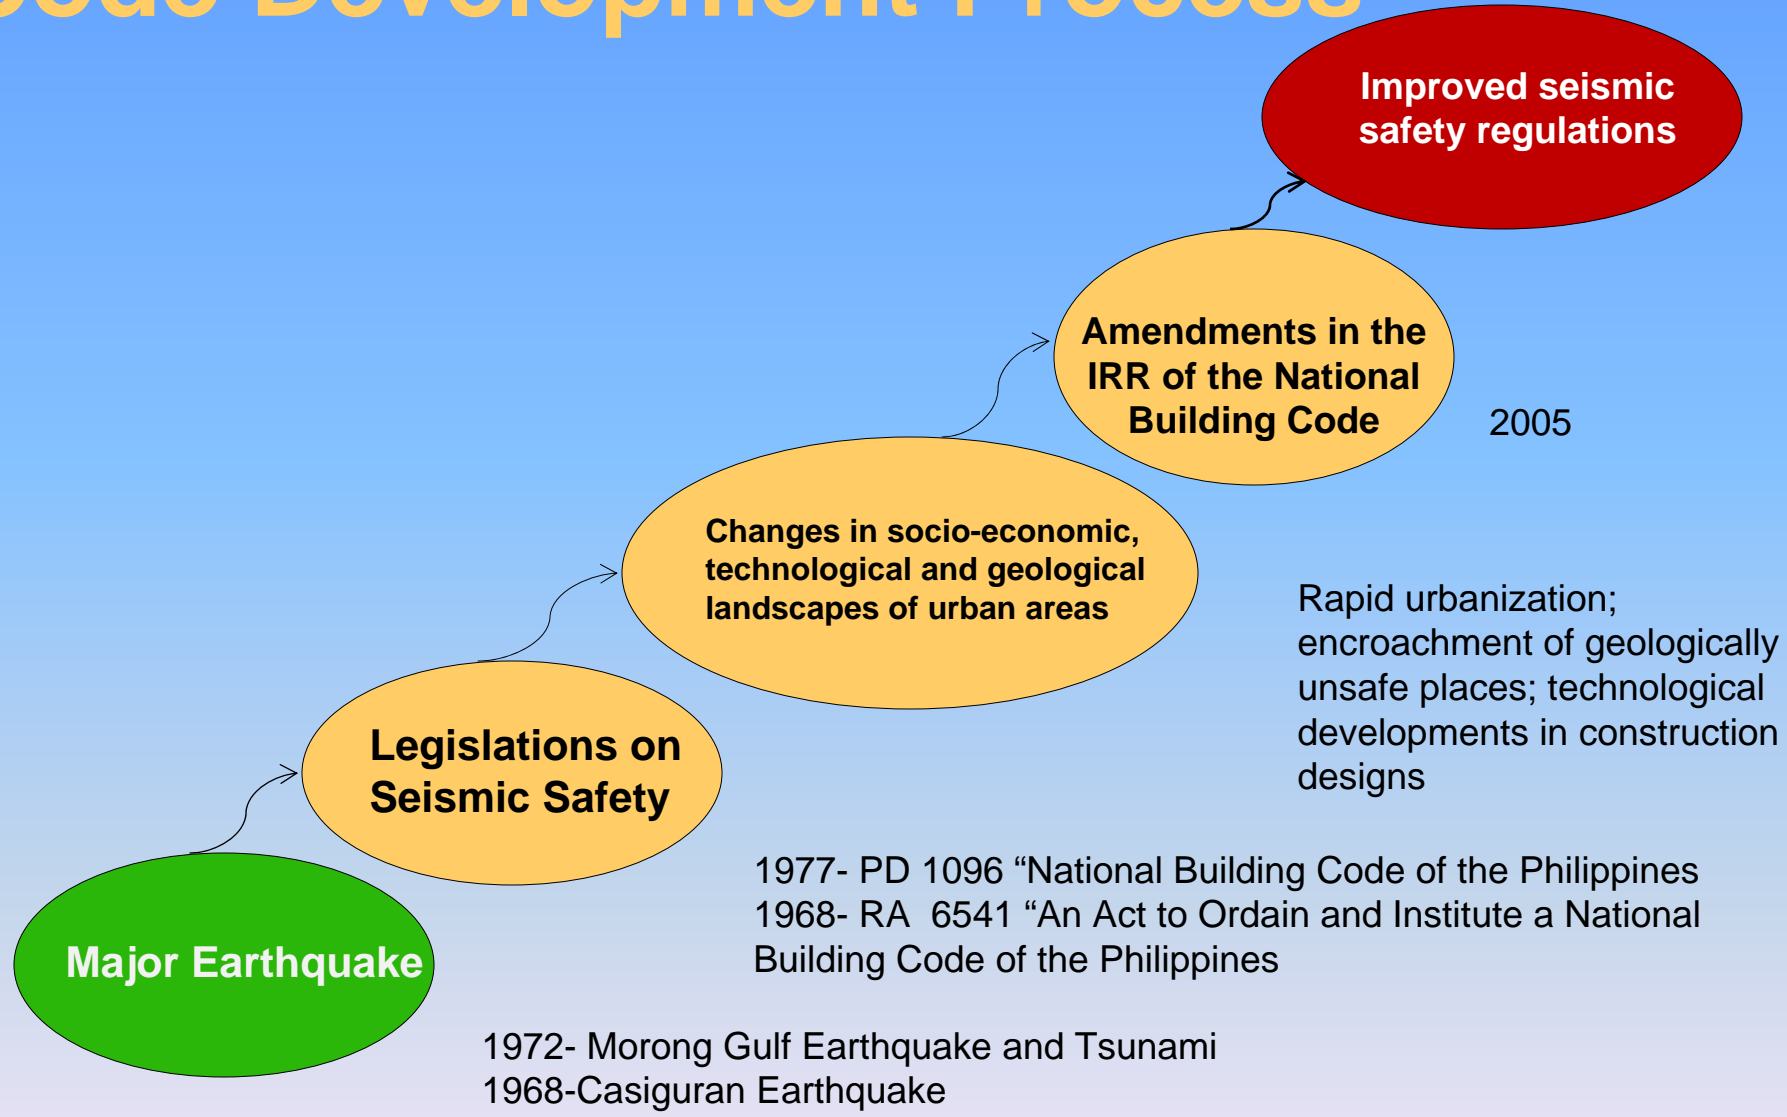 Code Development Process
Improved seismic
safety regulations
Amendments in the
IRR of the National
Building Code
2005
Changes in socio-economic,
technological and geological
landscapes of urban areas
Rapid urbanization;
encroachment of geologically
unsafe places; technological
developments in construction
designs
Legislations on
Seismic Safety
1977- PD 1096 “National Building Code of the Philippines
1968- RA  6541 “An Act to Ordain and Institute a National
Building Code of the Philippines
Major Earthquake
1972- Morong Gulf Earthquake and Tsunami
1968-Casiguran Earthquake